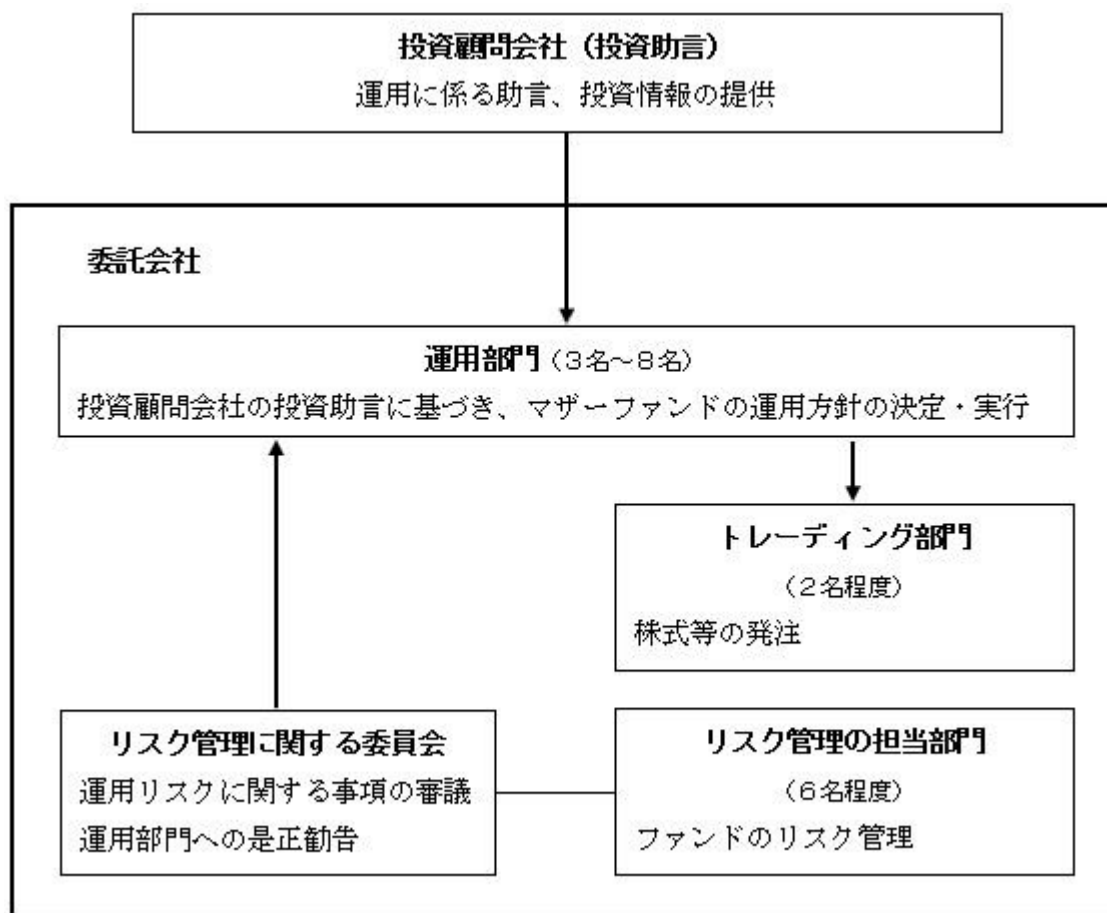 投資顧問会社（投資助言）
運用に係る助言、投資情報の提供
委託会社
運用部門（３名～８名）
投資顧問会社の投資助言に基づき、マザーファンドの運用方針の決定・実行
トレーディング部門
（２名程度）
株式等の発注
リスク管理に関する委員会
運用リスクに関する事項の審議
運用部門への是正勧告
リスク管理の担当部門
（６名程度）
ファンドのリスク管理